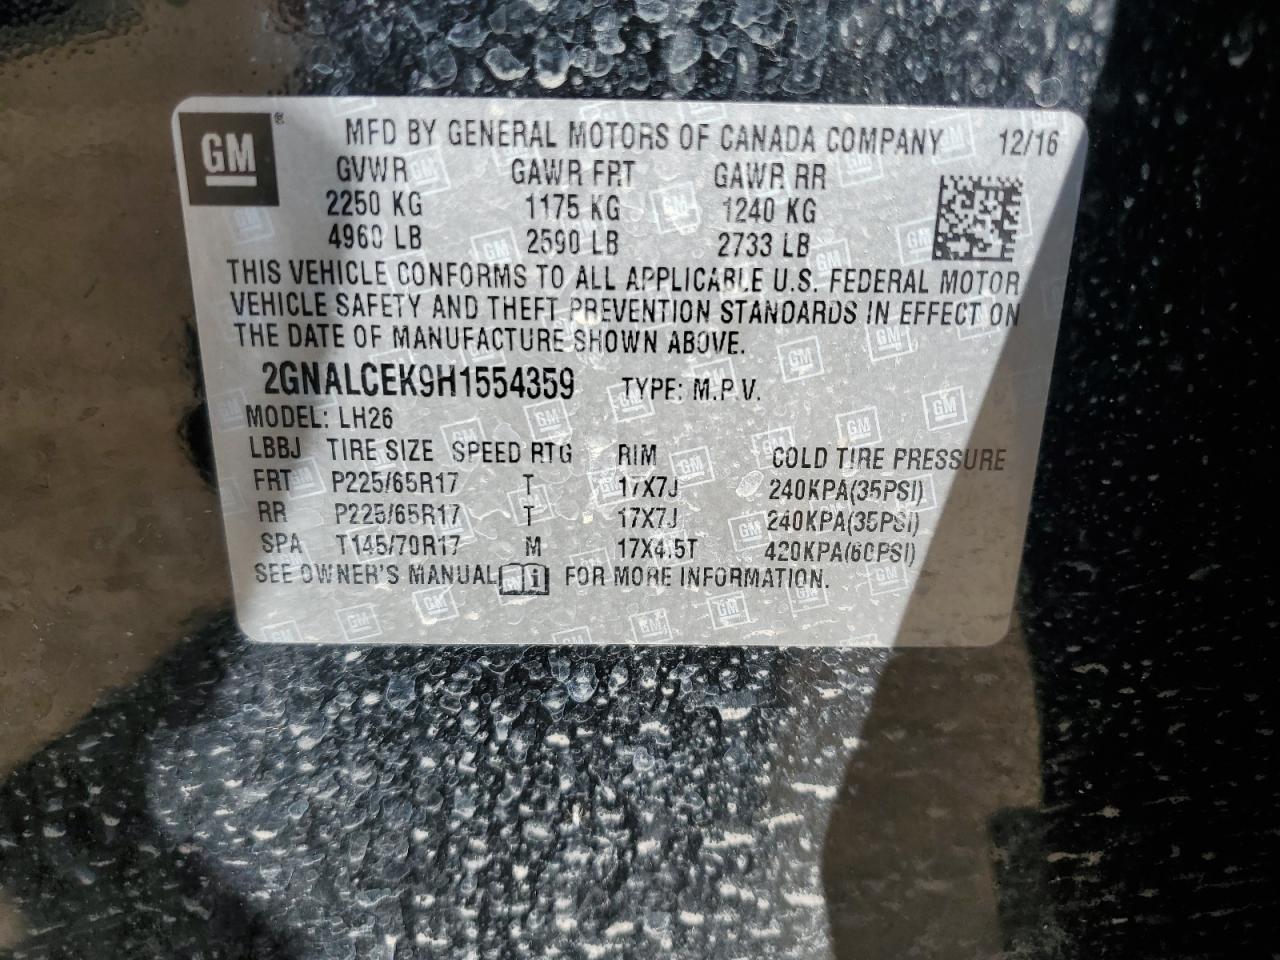 GM® MFD BY GENERAL MOTORS OF CANADA COMPANY 12/16
GVWR GAWR FRT GAWR RR
2250 KG 1175 KG 1240 KG
4960 LB 2590 LB 2733 LB
THIS VEHICLE CONFORMS TO ALL APPLICABLE U.S. FEDERAL MOTOR
VEHICLE SAFETY AND THEFT PREVENTION STANDARDS IN EFFECT ON
THE DATE OF MANUFACTURE SHOWN ABOVE.
2GNALCEK9H1554359 TYPE: M.P.V.
MODEL: LH26
LBBJ TIRE SIZE SPEED RTG RIM COLD TIRE PRESSURE
FRT P225/65R17 T 17X7J 240KPA(35PSI)
RR P225/65R17 T 17X7J 240KPA(35PSI)
SPA T145/70R17 M 17X4.5T 420KPA(60PSI)
SEE OWNER'S MANUAL FOR MORE INFORMATION.